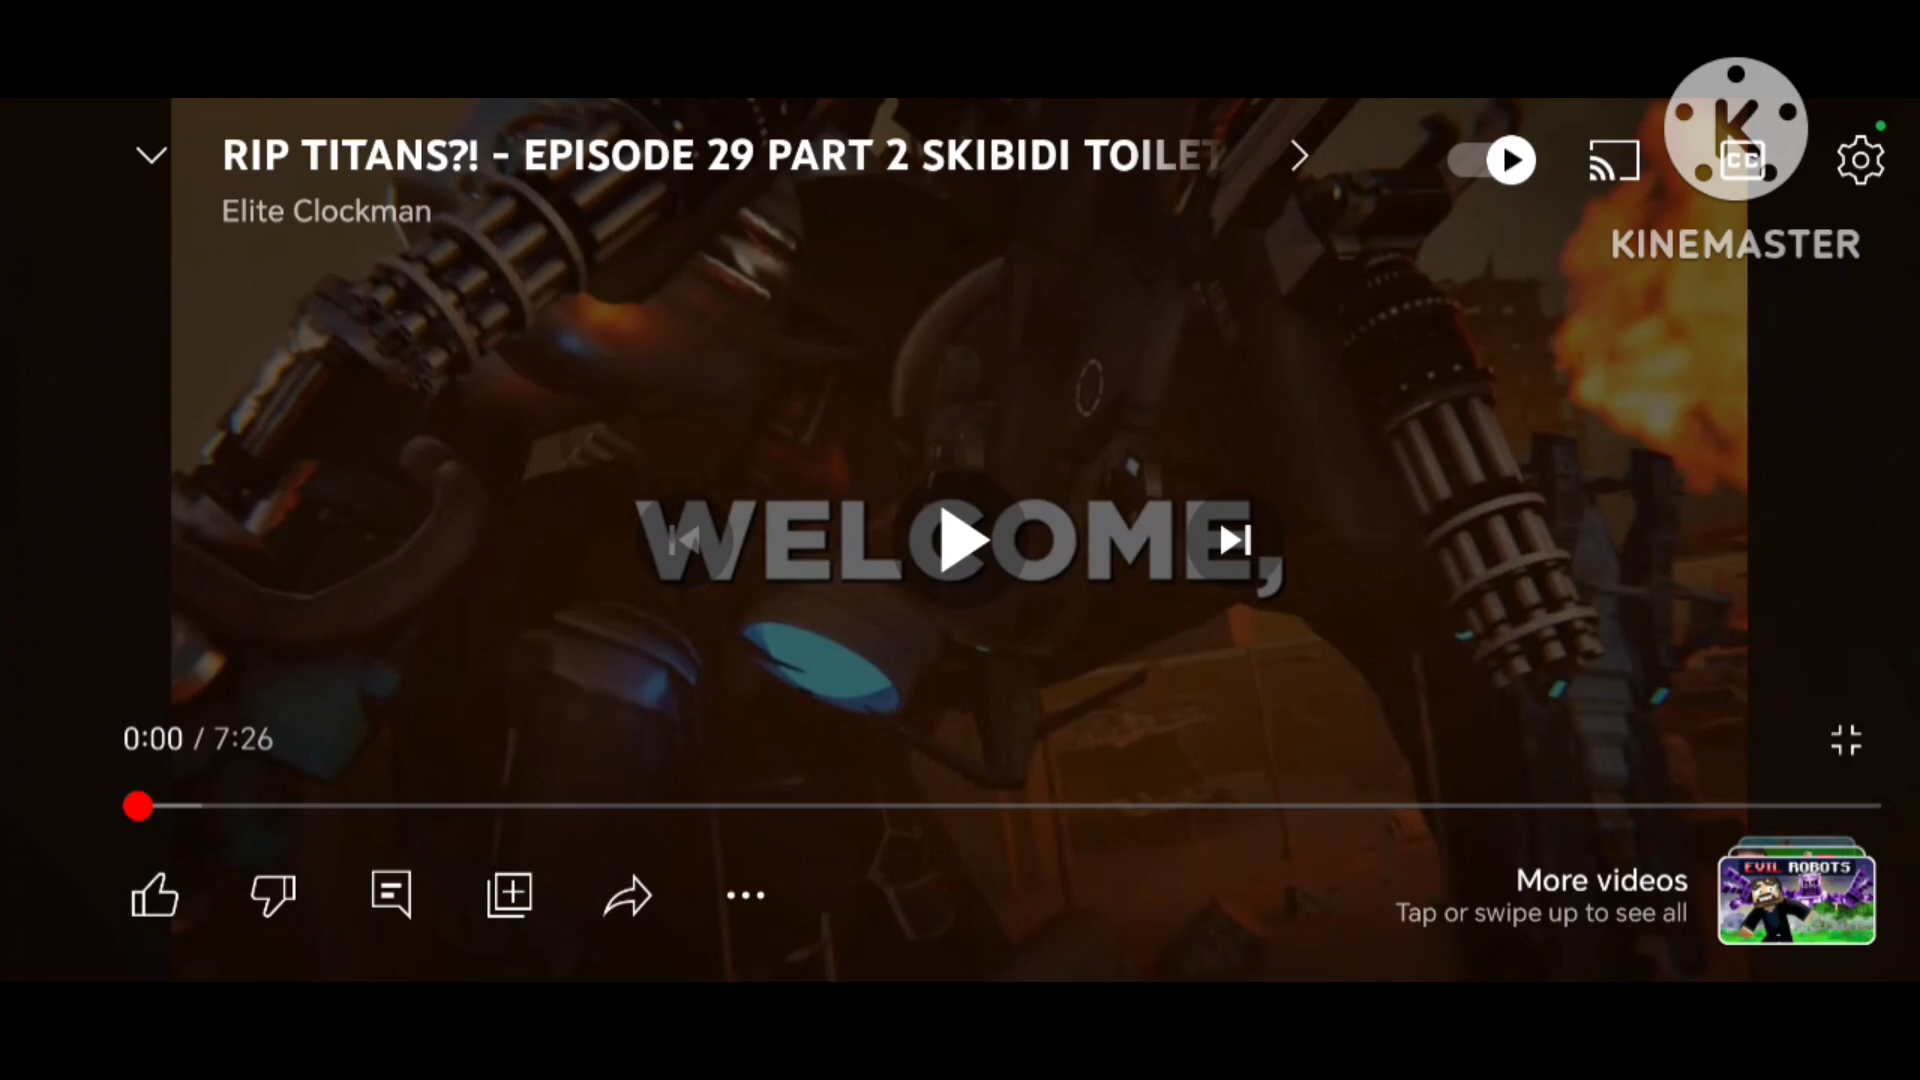 RIP TITANS?! - EPISODE 29 PART 2 SKIBIDI TOILET
Elite Clockman
K
CC
KINEMASTER
WELCOME,
0:00 / 7:26
More videos
Tap or swipe up to see all
EVIL ROBOTS